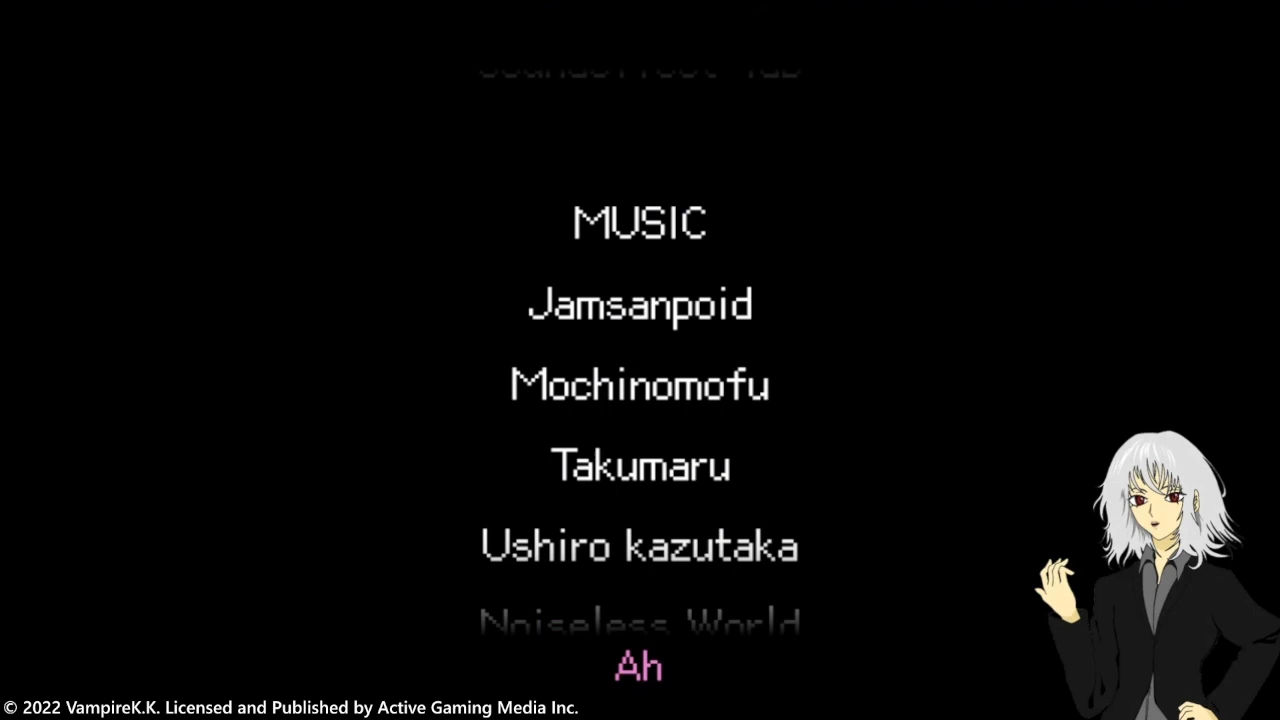 MUSIC
Jamsanpoid
Mochinomofu
Takumaru
Ushiro kazutaka
Noiseless World
Ah
© 2022 VampireK.K. Licensed and Published by Active Gaming Media Inc.